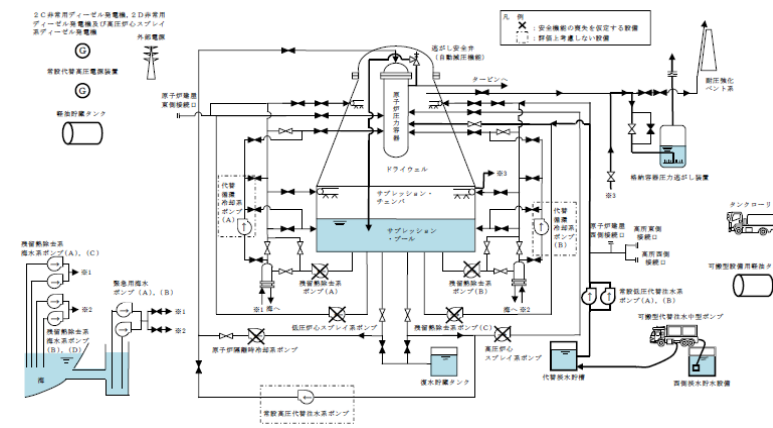 2C非常用ディーゼル発電機、2D非常用
ディーゼル発電機及び高圧炉心スプレイ
系ディーゼル発電機
外部電源
G
常設代替高圧電源装置
G
軽油貯蔵タンク
凡例
:安全機能の喪失を仮定する設備
:評価上考慮しない設備
逃がし安全弁
(自動減圧機能)
タービンへ
耐圧強化
ベント系
原子炉建屋
東側接続口
原子炉圧力容器
ドライウェル
格納容器圧力逃がし装置
※3
※3
サプレッション・
チェンバ
サプレッション
・プール
代替
循環
冷却系
ポンプ
(A)
代替
循環
冷却系
ポンプ
(B)
原子炉建屋
西側接続口
高所東側
接続口
高所西側
接続口
タンクローリ
可搬型設備用軽油タ
残留熱除去系
海水系ポンプ(A)、(C)
※1
※2
残留熱除去系
海水系ポンプ
(B)、(D)
緊急用海水
ポンプ(A)、(B)
※1
※2
海
※1
海へ
残留熱除去系
ポンプ(A)
残留熱除去系
ポンプ(B)
海へ
※2
低圧炉心スプレイ系ポンプ
残留熱除去系ポンプ(C)
常設低圧代替注水系
ポンプ(A)、(B)
原子炉隔離時冷却系ポンプ
高圧炉心
スプレイ系ポンプ
可搬型代替注水中型ポンプ
復水貯蔵タンク
代替淡水貯槽
西側淡水貯水設備
常設高圧代替注水系ポンプ